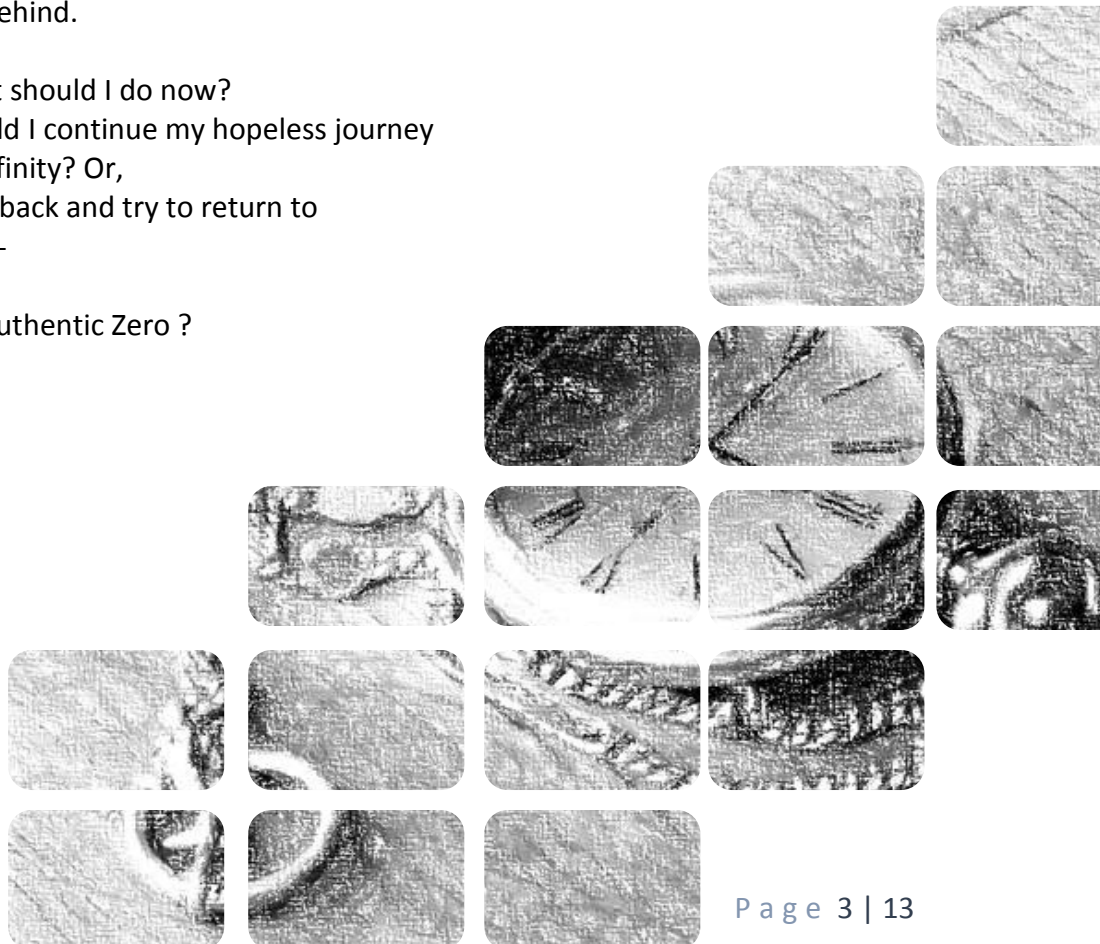 ehind.
should I do now?
ld I continue my hopeless journey
finity? Or,
back and try to return to
–
uthentic Zero ?
Page 3 | 13